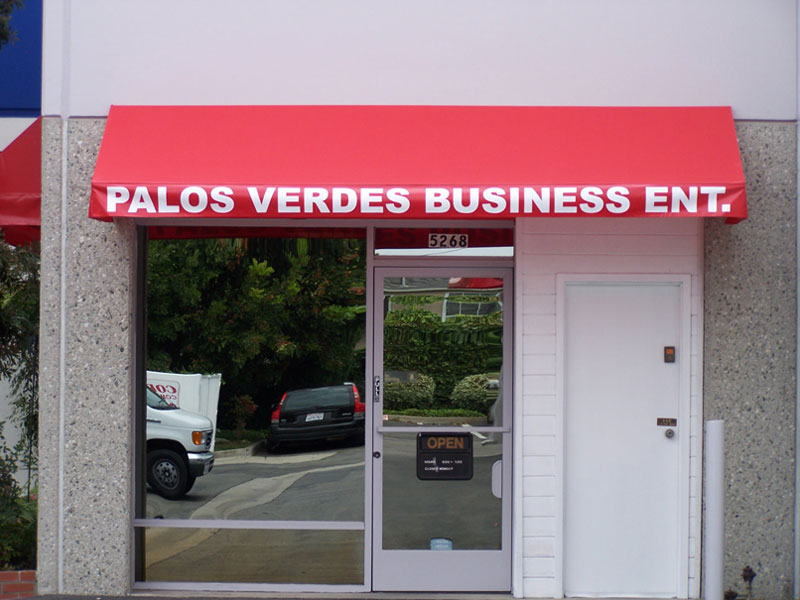 PALOS VERDES BUSINESS ENT.
5268
OPEN